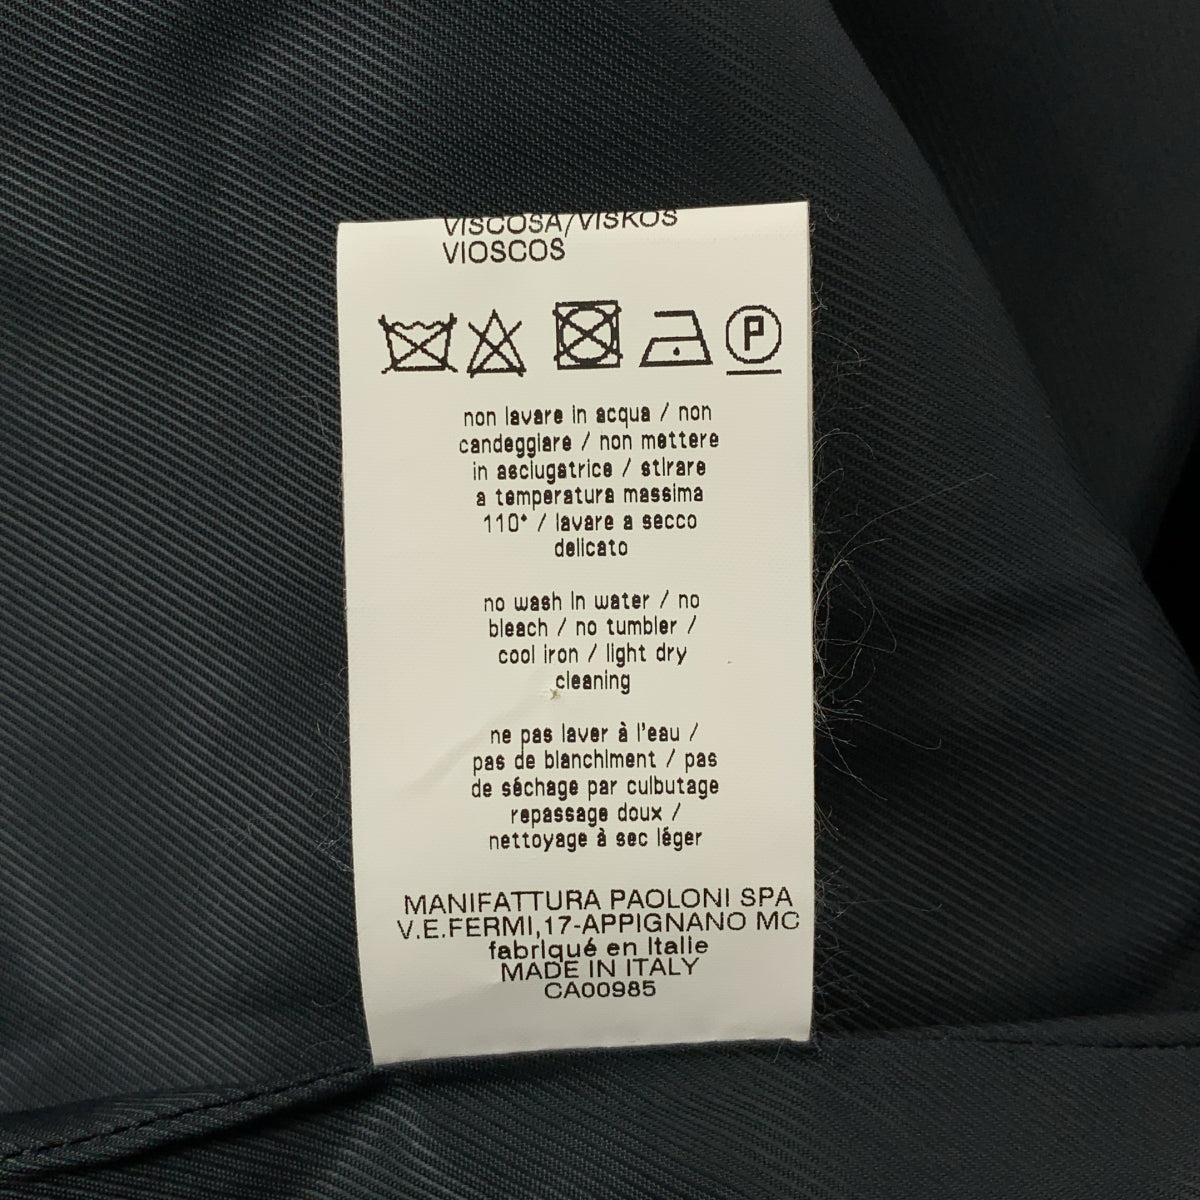 VISCOSA/VISKOS
VIOSCOS
P
non lavare in acqua / non
candeggiare / non mettere
in asciugatrice / stirare
a temperatura massima
110° / lavare a secco
delicato
no wash in water / no
bleach / no tumbler /
cool iron / light dry
cleaning
ne pas laver à l'eau /
pas de blanchiment / pas
de séchage par culbutage
repassage doux /
nettoyage à sec léger
MANIFATTURA PAOLONI SPA
V.E.FERMI,17-APPIGNANO MC
fabriqué en Italie
MADE IN ITALY
CA00985